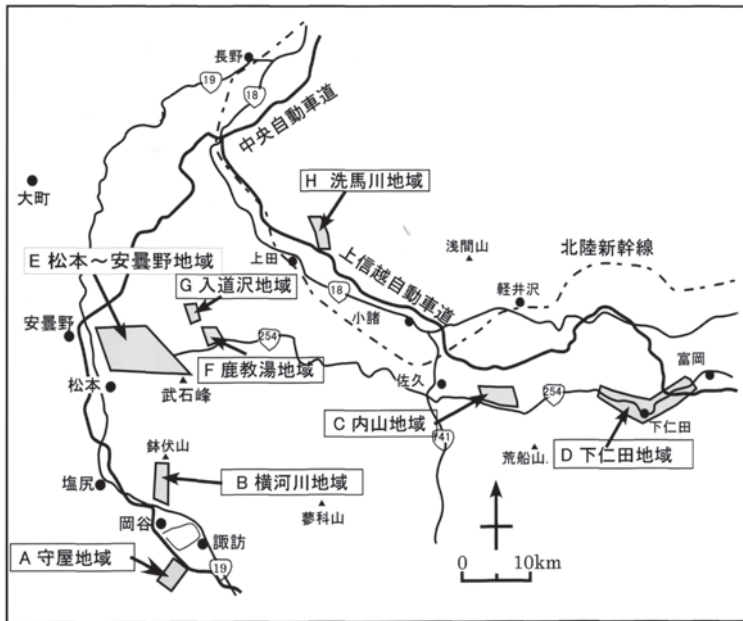 長野
19
18
中央自動車道
大町
H 洗馬川地域
浅間山
北陸新幹線
上田
E 松本～安曇野地域
G 入道沢地域
上信越自動車道
軽井沢
18
小諸
安曇野
254
富岡
F 鹿教湯地域
佐久
松本
武石峰
254
下仁田
C 内山地域
141
荒船山
D 下仁田地域
鉢伏山
B 横河川地域
塩尻
蓼科山
岡谷
諏訪
A 守屋地域
19
0 10km